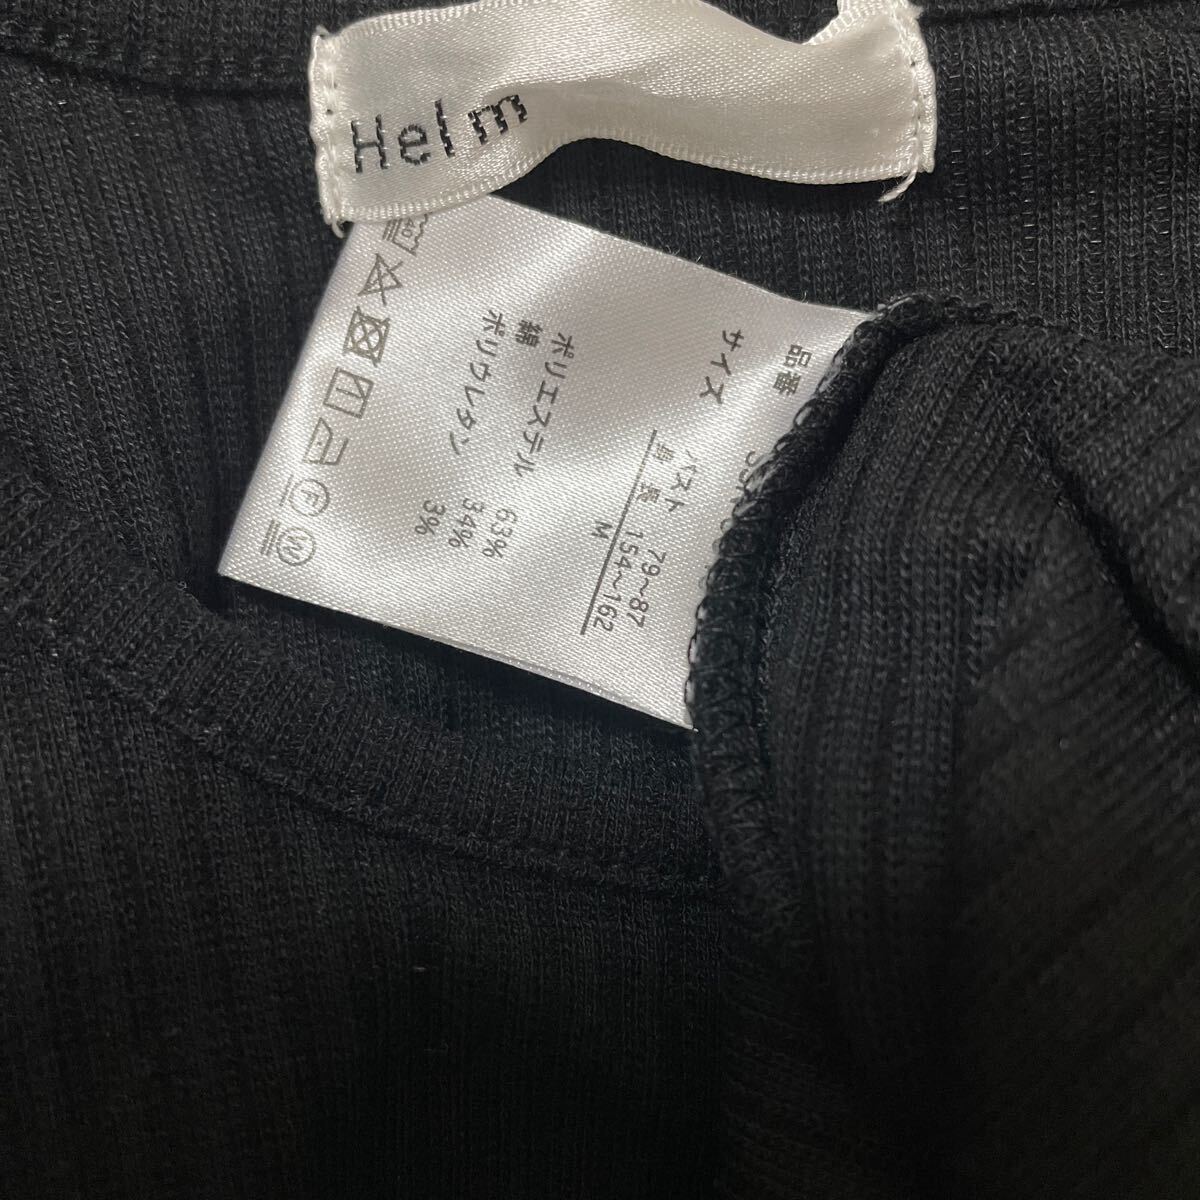 Helm
品番
サイズ
バスト 79~87
身長 154~162
M
ポリエステル 63%
綿 34%
ポリウレタン 3%
40
F
W